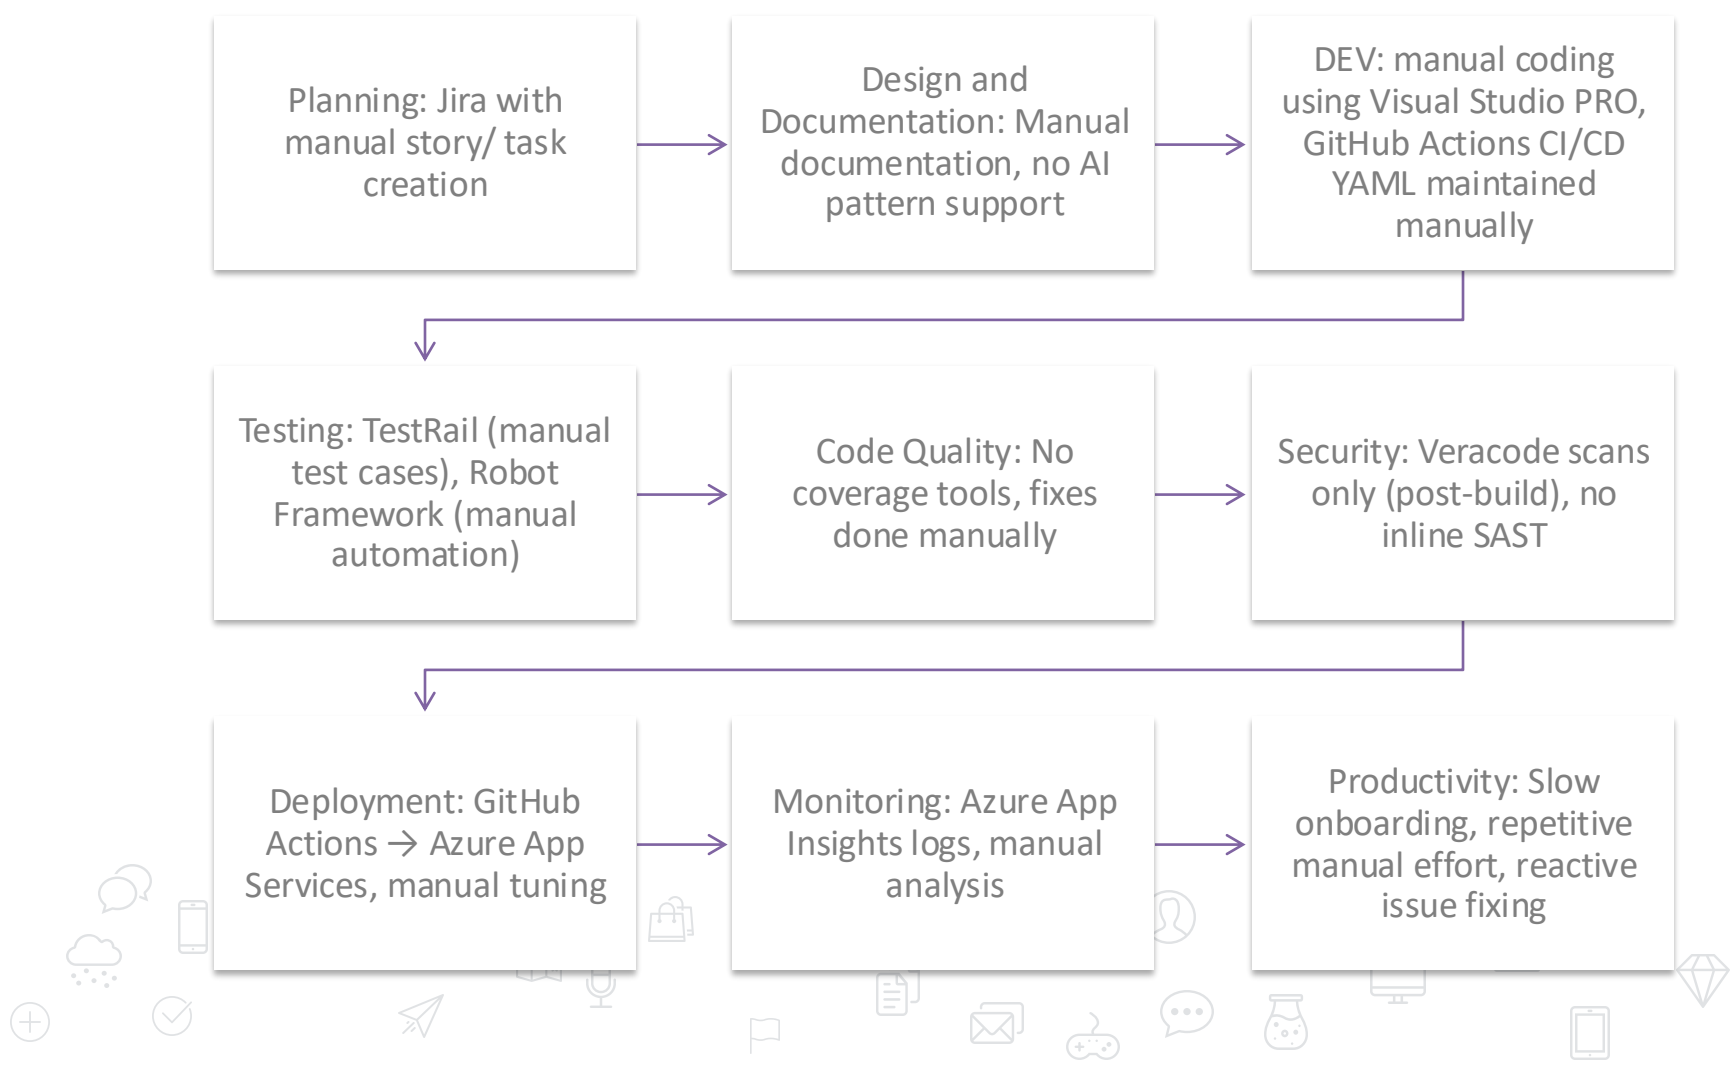 Planning: Jira with
manual story/ task
creation
Design and
Documentation: Manual
documentation, no AI
pattern support
DEV: manual coding
using Visual Studio PRO,
GitHub Actions CI/CD
YAML maintained
manually
Testing: TestRail (manual
test cases), Robot
Framework (manual
automation)
Code Quality: No
coverage tools, fixes
done manually
Security: Veracode scans
only (post-build), no
inline SAST
Deployment: GitHub
Actions → Azure App
Services, manual tuning
Monitoring: Azure App
Insights logs, manual
analysis
Productivity: Slow
onboarding, repetitive
manual effort, reactive
issue fixing